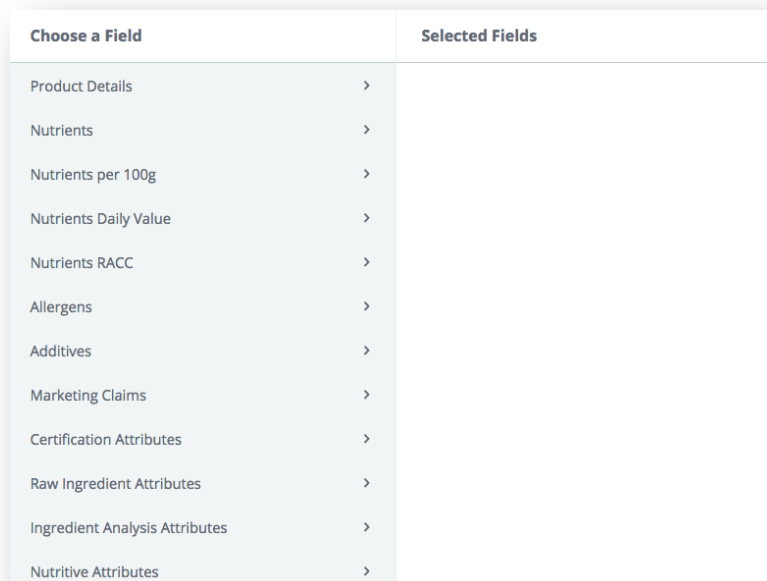 Choose a Field
Selected Fields
Product Details
Nutrients
Nutrients per 100g
Nutrients Daily Value
Nutrients RACC
Allergens
Additives
Marketing Claims
Certification Attributes
Raw Ingredient Attributes
Ingredient Analysis Attributes
Nutritive Attributes